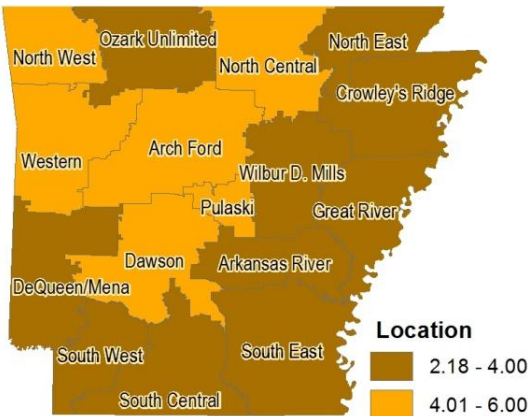 Ozark Unlimited
North East
North West
North Central
Crowley's Ridge
Arch Ford
Western
Wilbur D. Mills
Pulaski
Great River
Dawson
Arkansas River
DeQueen/Mena
South West
South East
South Central
Location
2.18 - 4.00
4.01 - 6.00